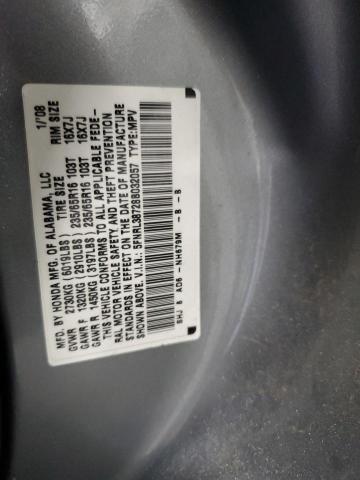 MFD. BY HONDA MFG. OF ALABAMA, LLC 1/'08
TIRE SIZE RIM SIZE
GVWR 2730KG (6019LBS)
GAWR F 1320KG (2910LBS) 235/65R16 103T 16X7J
GAWR R 1450KG (3197LBS) 235/65R16 103T 16X7J
THIS VEHICLE CONFORMS TO ALL APPLICABLE FEDE-
RAL MOTOR VEHICLE SAFETY AND THEFT PREVENTION
STANDARDS IN EFFECT ON THE DATE OF MANUFACTURE
SHOWN ABOVE. V.I.N.: 5FNRL38728B032057 TYPE:MPV
SHJ 6 A06 -NH679M -B -B